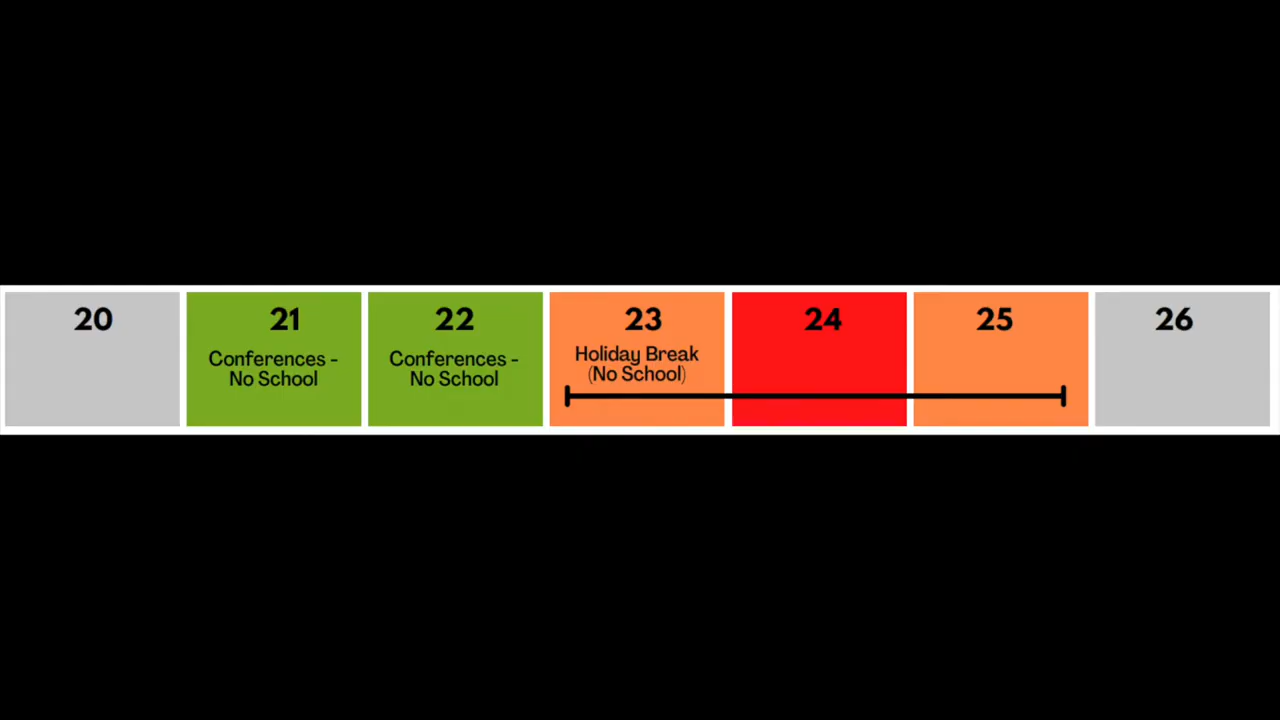 20
21
22
23
24
25
26
Conferences -
No School
Conferences -
No School
Holiday Break
(No School)